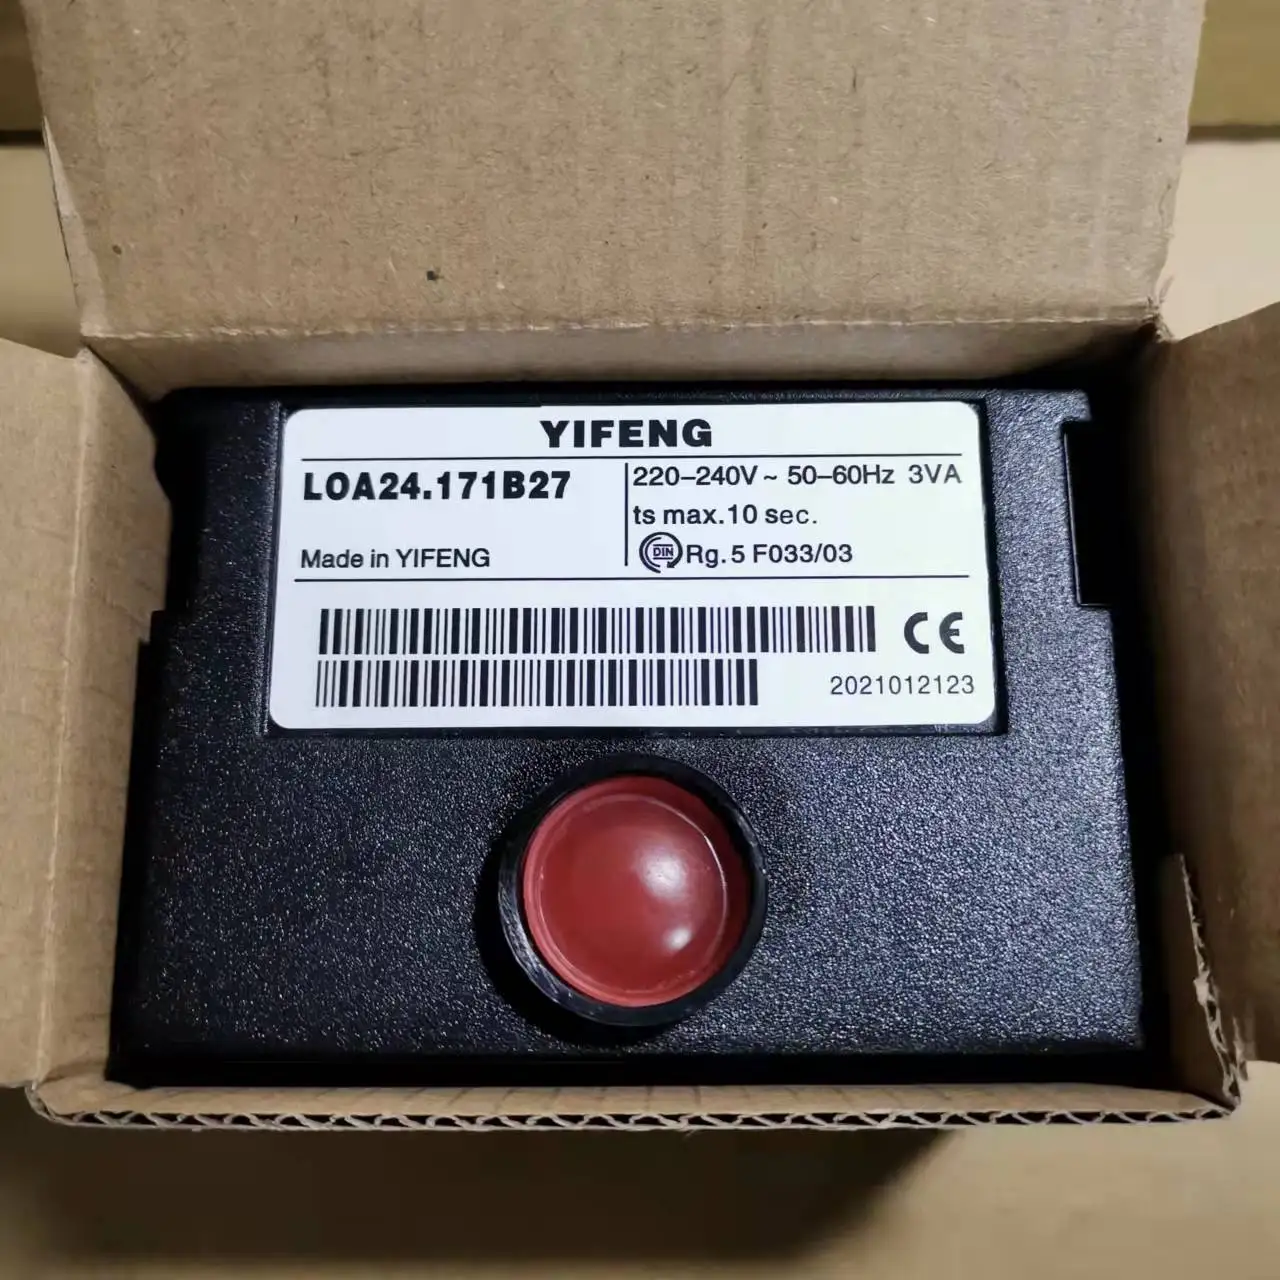 YIFENG
LOA24.171B27
220-240V ~ 50-60Hz 3VA
ts max.10 sec.
Made in YIFENG
DIN Rg. 5 F033/03
CE
2021012123